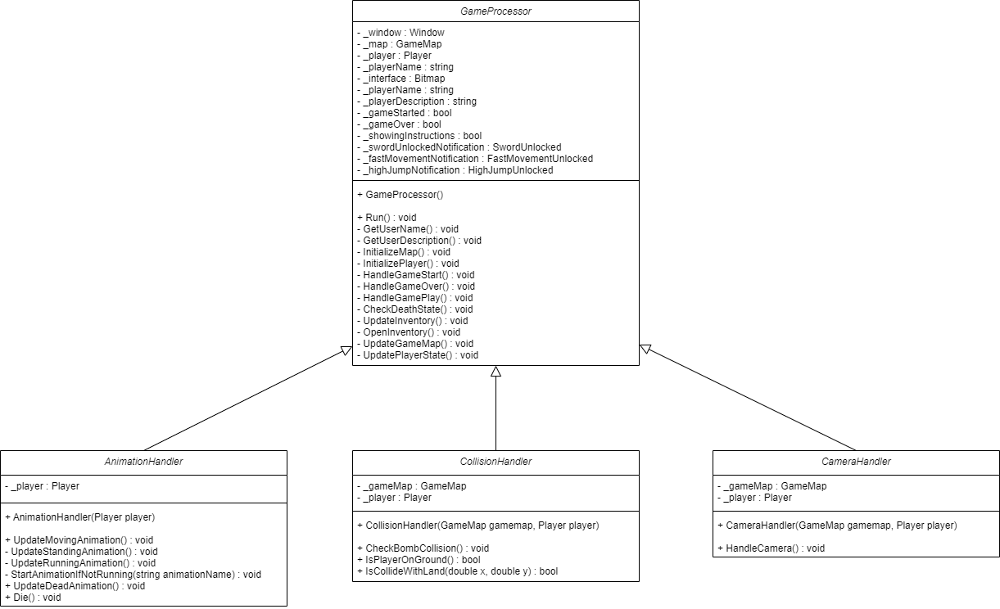 GameProcessor
- _window : Window
- _map : GameMap
- _player : Player
- _playerName : string
- _interface : Bitmap
- _playerName : string
- _playerDescription : string
- _gameStarted : bool
- _gameOver : bool
- _showingInstructions : bool
- _swordUnlockedNotification : SwordUnlocked
- _fastMovementNotification : FastMovementUnlocked
- _highJumpNotification : HighJumpUnlocked
+ GameProcessor()
+ Run() : void
- GetUserName() : void
- GetUserDescription() : void
- InitializeMap() : void
- InitializePlayer() : void
- HandleGameStart() : void
- HandleGameOver() : void
- HandleGamePlay() : void
- CheckDeathState() : void
- UpdateInventory() : void
- OpenInventory() : void
- UpdateGameMap() : void
- UpdatePlayerState() : void
AnimationHandler
- _player : Player
+ AnimationHandler(Player player)
+ UpdateMovingAnimation() : void
- UpdateStandingAnimation() : void
- UpdateRunningAnimation() : void
- StartAnimationIfNotRunning(string animationName) : void
+ UpdateDeadAnimation() : void
+ Die() : void
CollisionHandler
- _gameMap : GameMap
- _player : Player
+ CollisionHandler(GameMap gamemap, Player player)
+ CheckBombCollision() : void
+ IsPlayerOnGround() : bool
+ IsCollideWithLand(double x, double y) : bool
CameraHandler
- _gameMap : GameMap
- _player : Player
+ CameraHandler(GameMap gamemap, Player player)
+ HandleCamera() : void